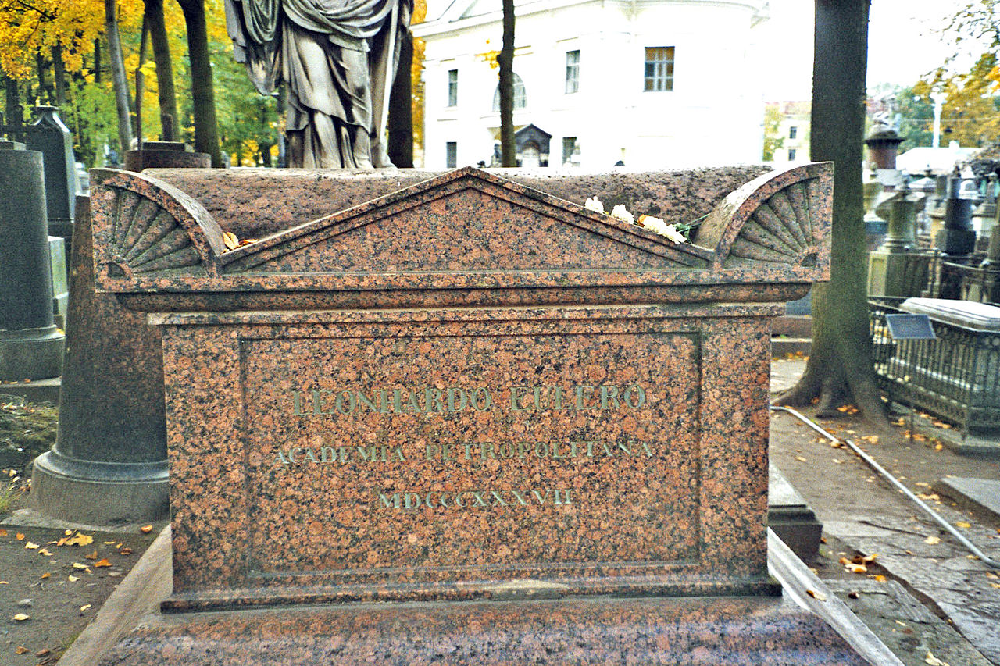 LEONHARDO EULERO
ACADEMIA PETROPOLITANA
MDCCCXXXVII